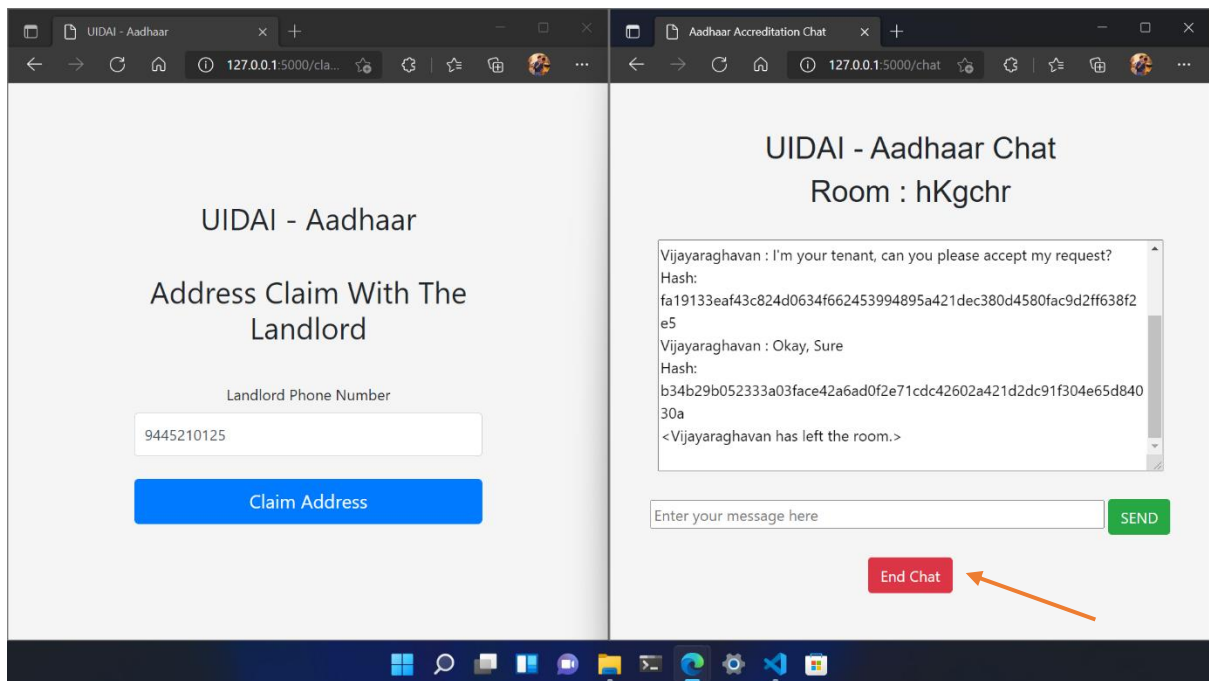 UIDAI - Aadhaar
127.0.0.1:5000/cla...
UIDAI - Aadhaar
Address Claim With The
Landlord
Landlord Phone Number
9445210125
Claim Address
Aadhaar Accreditation Chat
127.0.0.1:5000/chat
UIDAI - Aadhaar Chat
Room : hKgchr
Vijayaraghavan : I'm your tenant, can you please accept my request?
Hash:
fa19133eaf43c824d0634f662453994895a421dec380d4580fac9d2ff638f2
e5
Vijayaraghavan : Okay, Sure
Hash:
b34b29b052333a03face42a6ad0f2e71cdc42602a421d2dc91f304e65d840
30a
<Vijayaraghavan has left the room.>
Enter your message here
SEND
End Chat